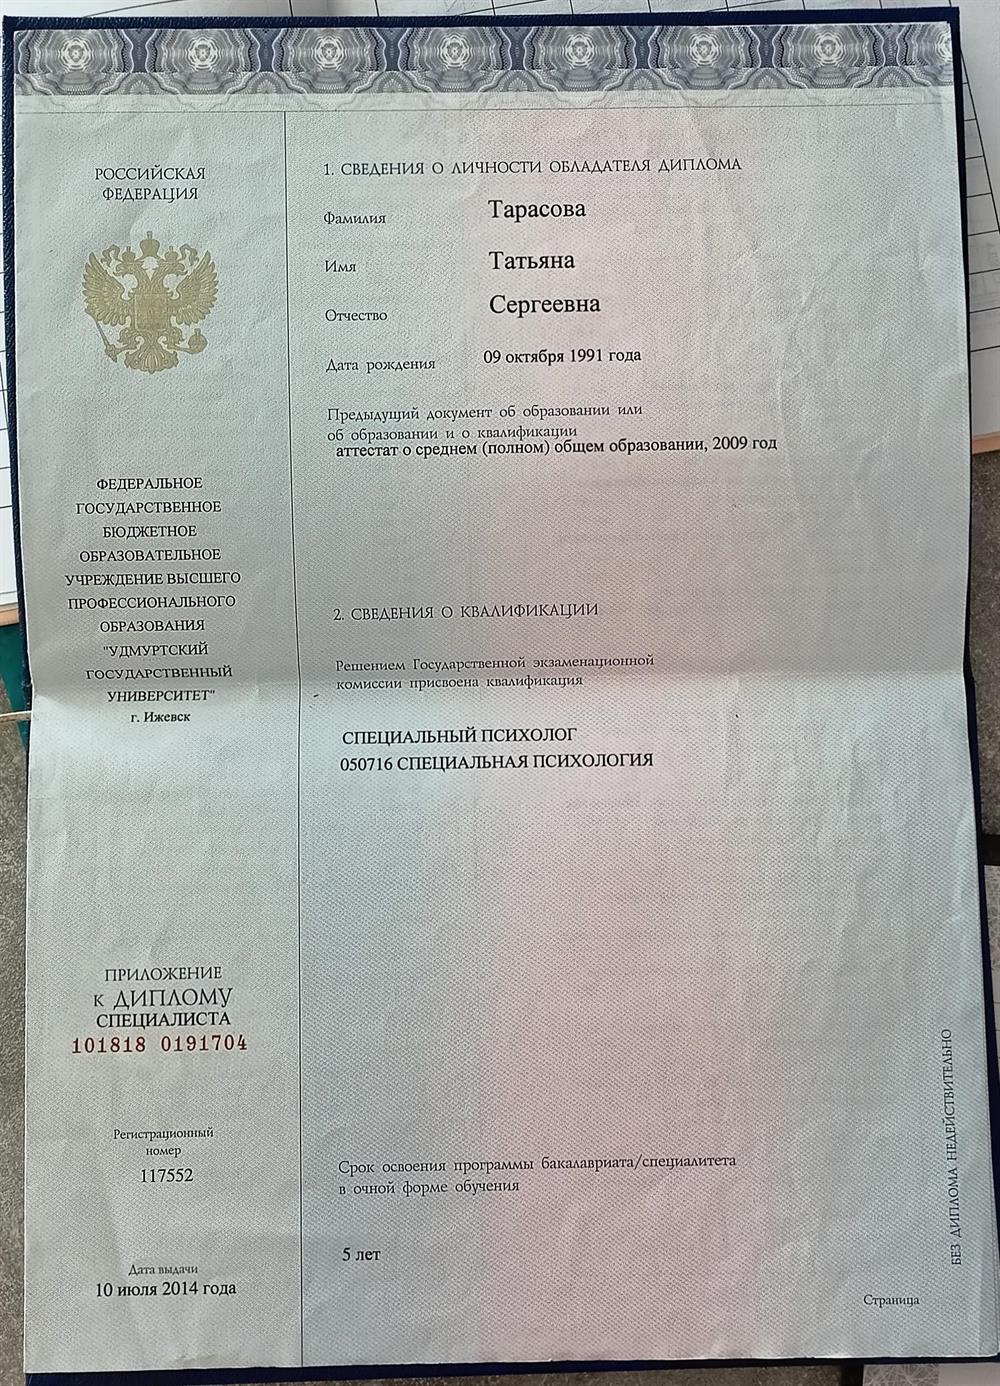 РОССИЙСКАЯ
ФЕДЕРАЦИЯ
ФЕДЕРАЛЬНОЕ
ГОСУДАРСТВЕННОЕ
БЮДЖЕТНОЕ
ОБРАЗОВАТЕЛЬНОЕ
УЧРЕЖДЕНИЕ ВЫСШЕГО
ПРОФЕССИОНАЛЬНОГО
ОБРАЗОВАНИЯ
"УДМУРТСКИЙ
ГОСУДАРСТВЕННЫЙ
УНИВЕРСИТЕТ"
г. Ижевск
ПРИЛОЖЕНИЕ
к ДИПЛОМУ
СПЕЦИАЛИСТА
101818 0191704
Регистрационный
номер
117552
Дата выдачи
10 июля 2014 года
1. СВЕДЕНИЯ О ЛИЧНОСТИ ОБЛАДАТЕЛЯ ДИПЛОМА
Фамилия Тарасова
Имя Татьяна
Отчество Сергеевна
Дата рождения 09 октября 1991 года
Предыдущий документ об образовании или
об образовании и о квалификации
аттестат о среднем (полном) общем образовании, 2009 год
2. СВЕДЕНИЯ О КВАЛИФИКАЦИИ
Решением Государственной экзаменационной
комиссии присвоена квалификация
СПЕЦИАЛЬНЫЙ ПСИХОЛОГ
050716 СПЕЦИАЛЬНАЯ ПСИХОЛОГИЯ
Срок освоения программы бакалавриата/специалитета
в очной форме обучения
5 лет
Страница
БЕЗ ДИПЛОМА НЕДЕЙСТВИТЕЛЬНО